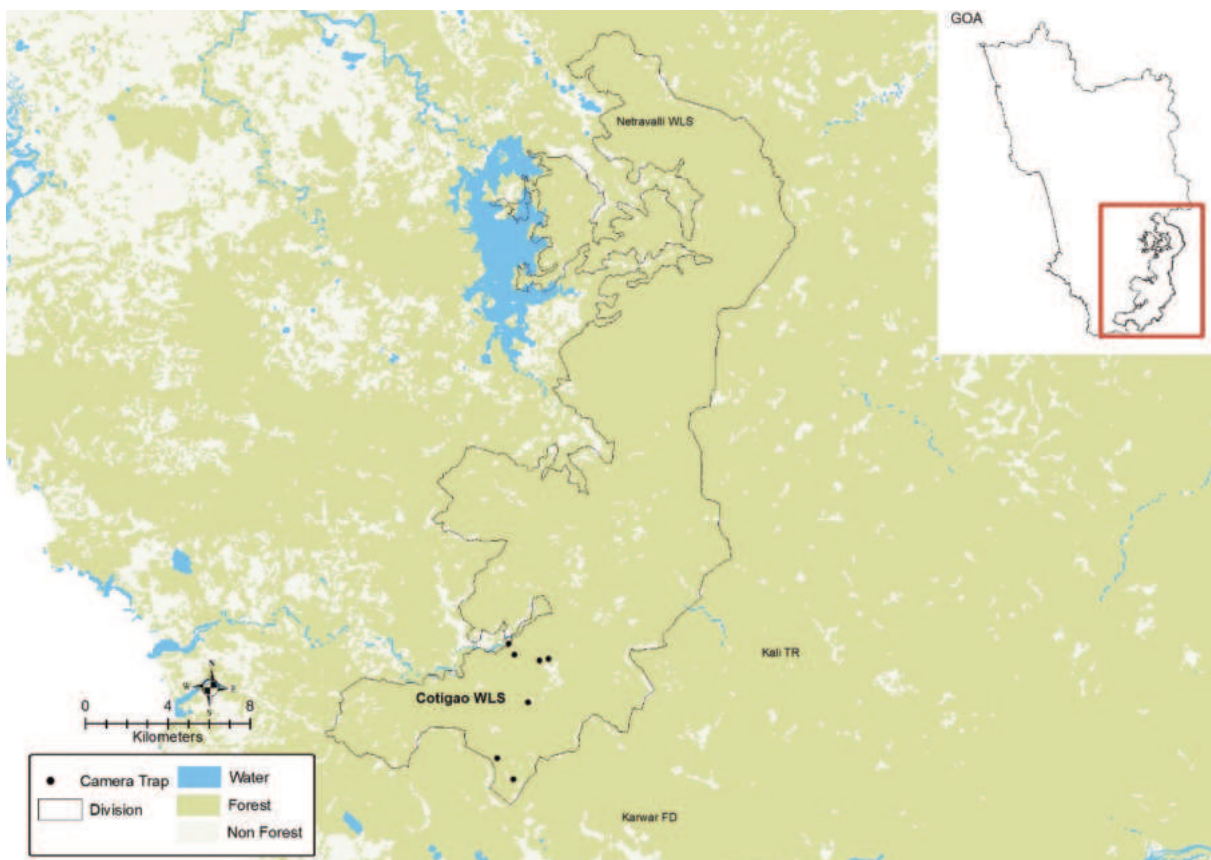 GOA
Netravalli WLS
Kali TR
Cotigao WLS
Karwar FD
N
W E
S
0 4 8
Kilometers
Camera Trap
Division
Water
Forest
Non Forest